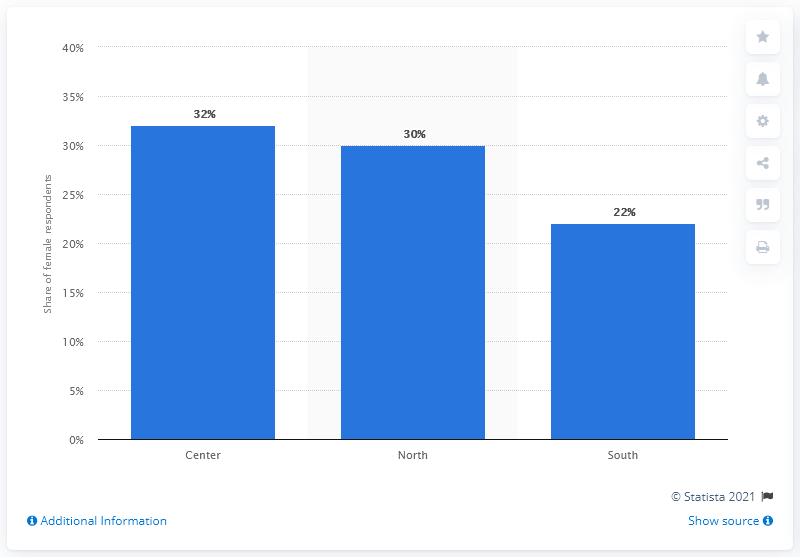 40%
35%
30%
25%
20%
15%
10%
5%
0%
Share of female respondents
32%
30%
22%
Center
North
South
© Statista 2021
Additional Information
Show source